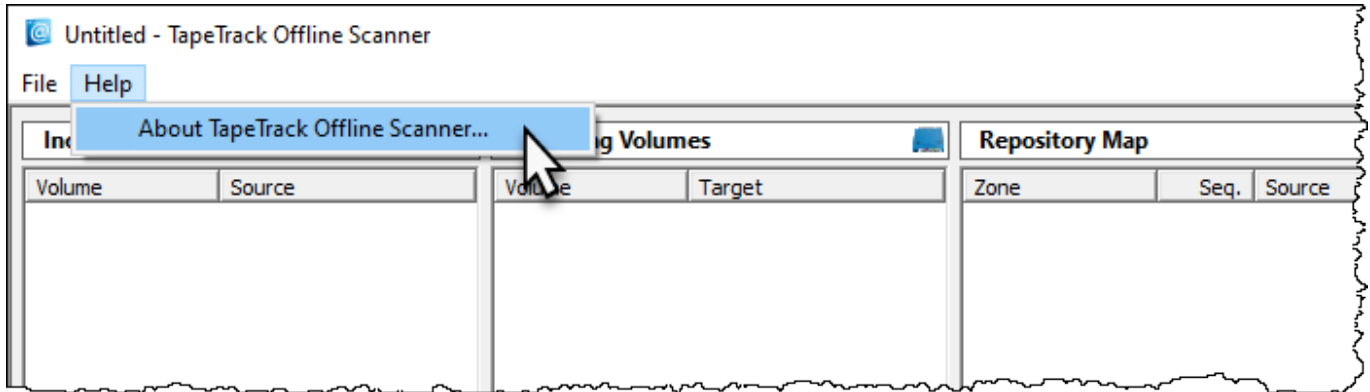 Untitled - TapeTrack Offline Scanner
File Help
About TapeTrack Offline Scanner...
Volumes Repository Map
Volume Source Volume Target Zone Seq. Source